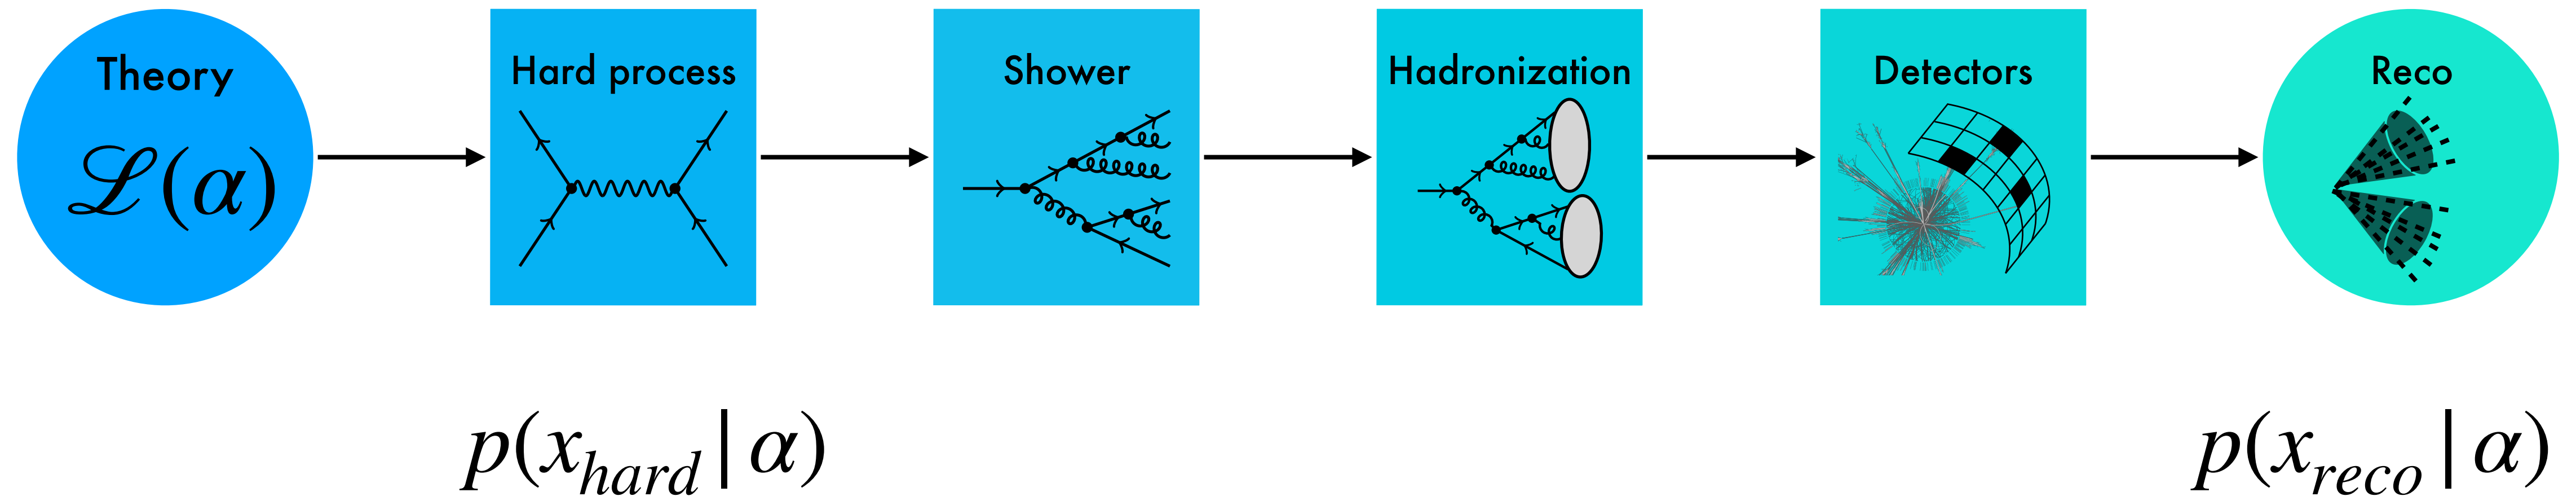 Theory
ℒ(α)
Hard process
Shower
Hadronization
Detectors
Reco
p(x_hard | α)
p(x_reco | α)